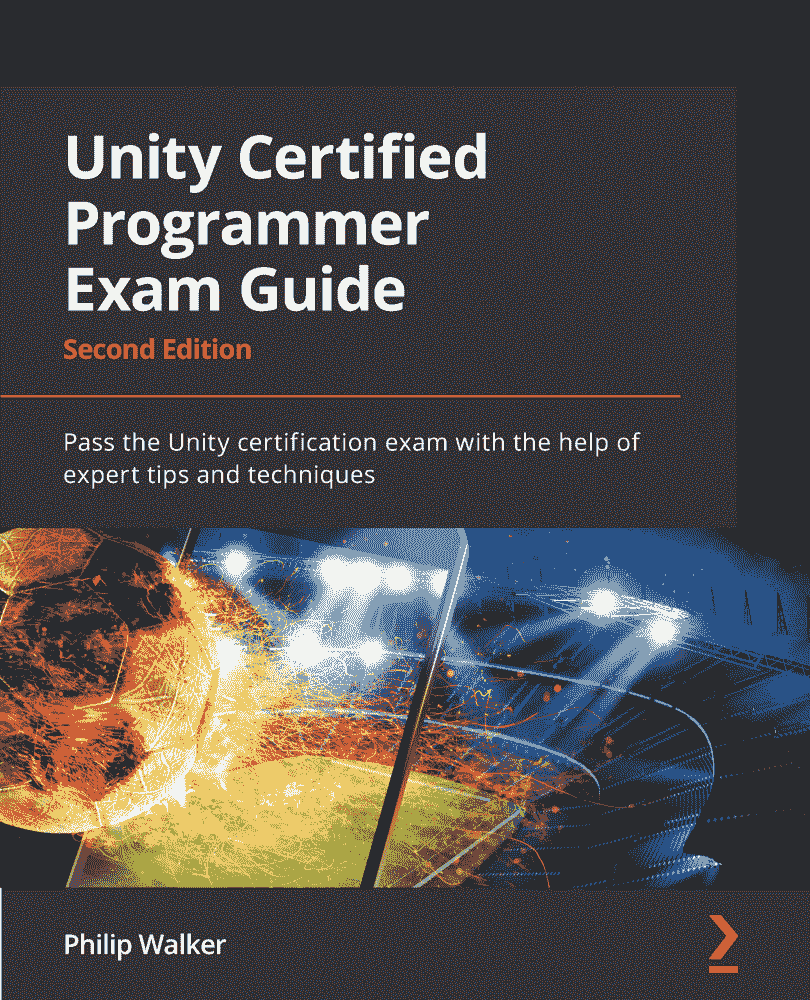 Unity Certified
Programmer
Exam Guide
Second Edition
Pass the Unity certification exam with the help of
expert tips and techniques
Philip Walker